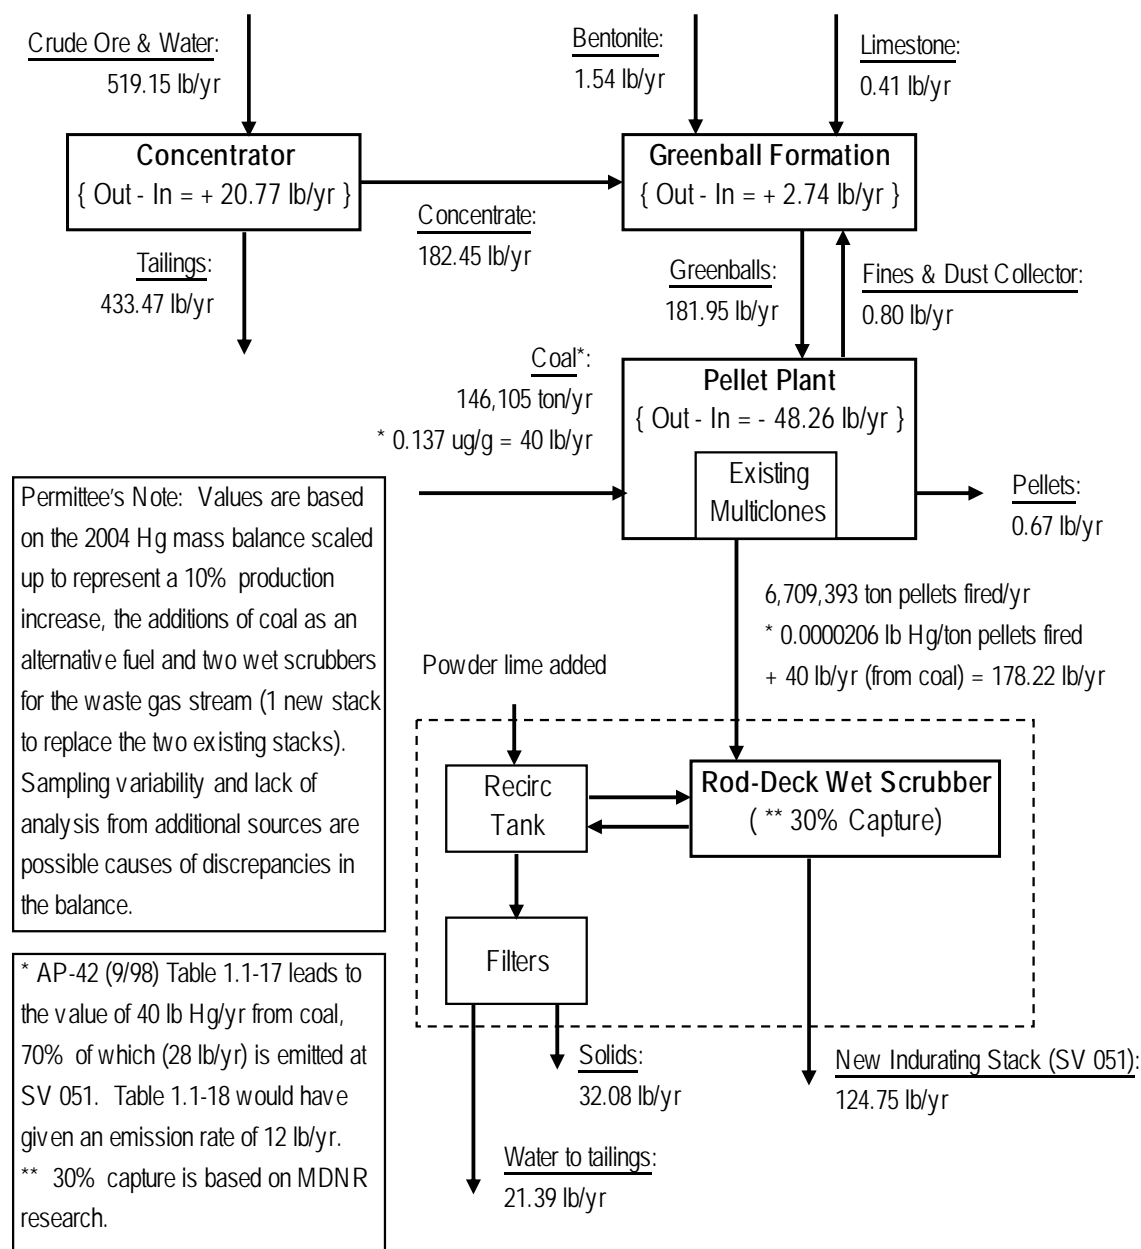 Crude Ore & Water:
519.15 lb/yr
Bentonite:
1.54 lb/yr
Limestone:
0.41 lb/yr
Concentrator
{ Out - In = + 20.77 lb/yr }
Greenball Formation
{ Out - In = + 2.74 lb/yr }
Concentrate:
182.45 lb/yr
Tailings:
433.47 lb/yr
Greenballs:
181.95 lb/yr
Fines & Dust Collector:
0.80 lb/yr
Coal*:
146,105 ton/yr
* 0.137 ug/g = 40 lb/yr
Pellet Plant
{ Out - In = - 48.26 lb/yr }
Existing
Multiclones
Pellets:
0.67 lb/yr
Permittee's Note: Values are based
on the 2004 Hg mass balance scaled
up to represent a 10% production
increase, the additions of coal as an
alternative fuel and two wet scrubbers
for the waste gas stream (1 new stack
to replace the two existing stacks).
Sampling variability and lack of
analysis from additional sources are
possible causes of discrepancies in
the balance.
6,709,393 ton pellets fired/yr
* 0.0000206 lb Hg/ton pellets fired
+ 40 lb/yr (from coal) = 178.22 lb/yr
Powder lime added
Recirc
Tank
Rod-Deck Wet Scrubber
( ** 30% Capture)
Filters
* AP-42 (9/98) Table 1.1-17 leads to
the value of 40 lb Hg/yr from coal,
70% of which (28 lb/yr) is emitted at
SV 051. Table 1.1-18 would have
given an emission rate of 12 lb/yr.
** 30% capture is based on MDNR
research.
Solids:
32.08 lb/yr
New Indurating Stack (SV 051):
124.75 lb/yr
Water to tailings:
21.39 lb/yr